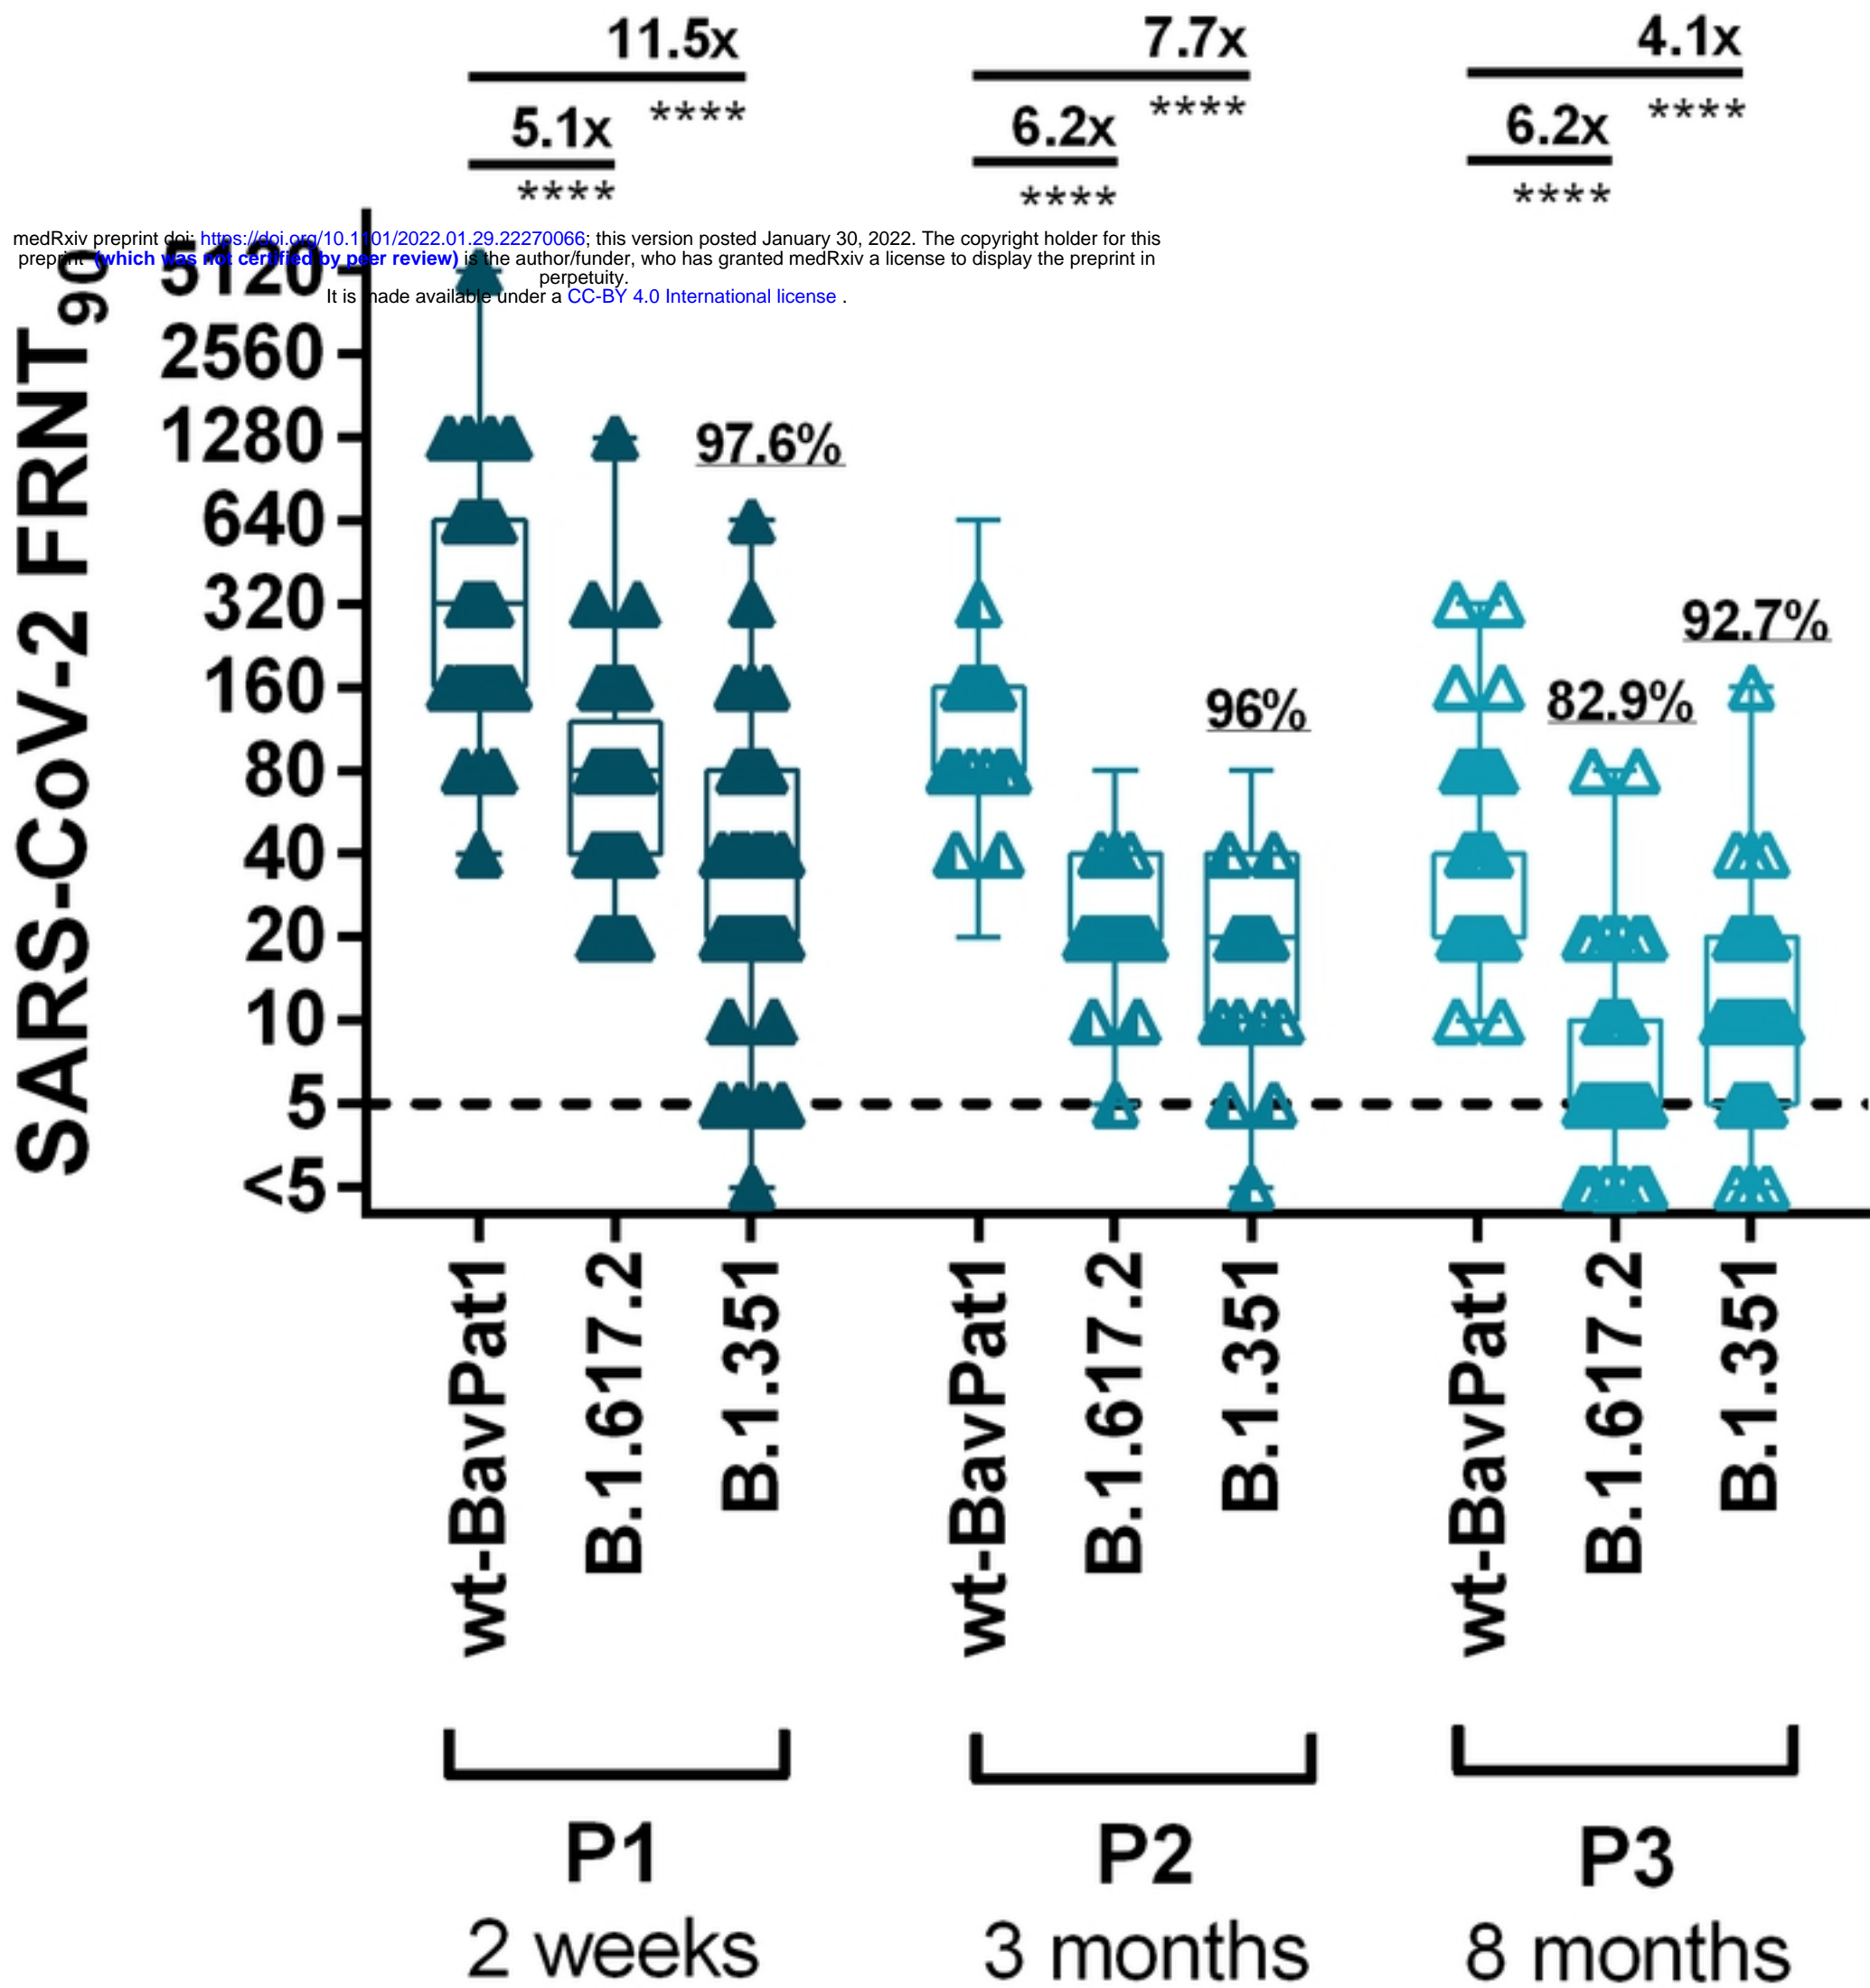 11.5x 7.7x 4.1x
**** **** ****
5.1x 6.2x 6.2x
**** **** ****
medRxiv preprint doi: https://doi.org/10.1101/2022.01.29.22270066; this version posted January 30, 2022. The copyright holder for this
preprint (which was not certified by peer review) is the author/funder, who has granted medRxiv a license to display the preprint in
perpetuity.
It is made available under a CC-BY 4.0 International license .
SARS-CoV-2 FRNT90
5120
2560
1280
640
320
160
80
40
20
10
5
<5
97.6%
96%
82.9%
92.7%
wt-BavPat1
B.1.617.2
B.1.351
wt-BavPat1
B.1.617.2
B.1.351
wt-BavPat1
B.1.617.2
B.1.351
P1 P2 P3
2 weeks 3 months 8 months